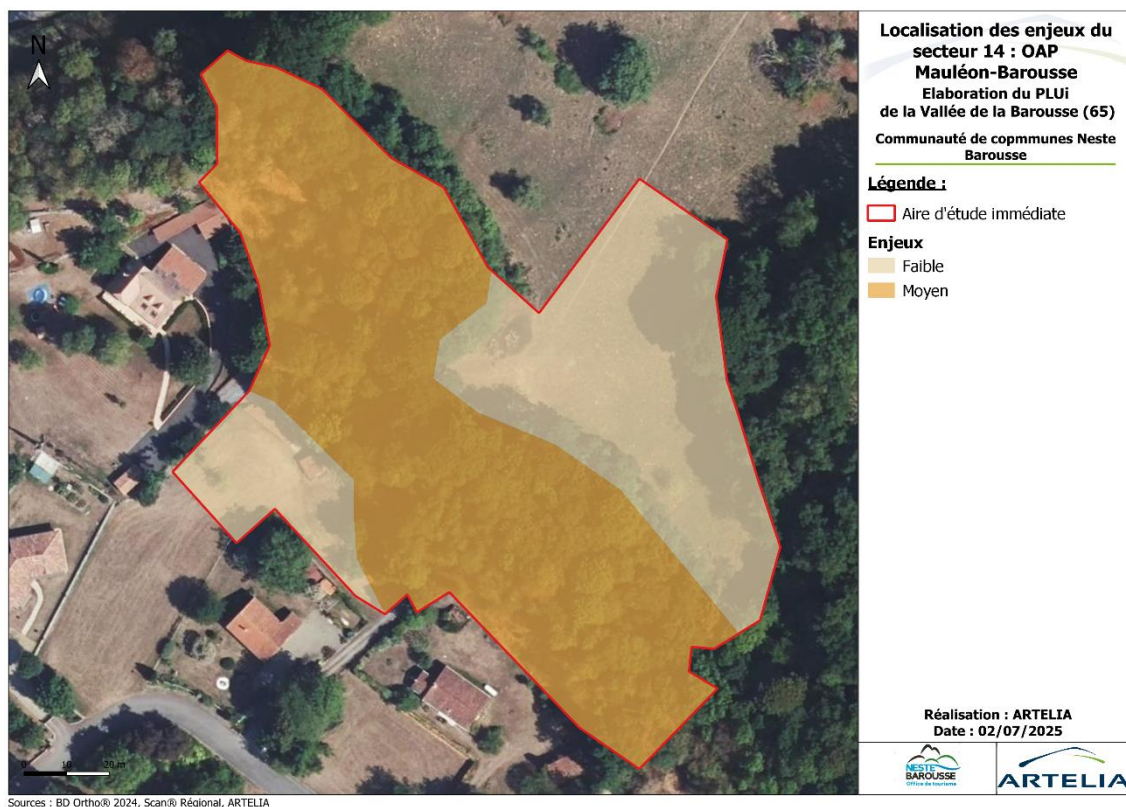 N
0 10 20 m
Sources : BD Ortho® 2024, Scan® Régional, ARTELIA
Localisation des enjeux du
secteur 14 : OAP
Mauléon-Barousse
Elaboration du PLUi
de la Vallée de la Barousse (65)
Communauté de copmmunes Neste
Barousse
Légende :
Aire d'étude immédiate
Enjeux
Faible
Moyen
Réalisation : ARTELIA
Date : 02/07/2025
NESTE
BAROUSSE
Office de tourisme
ARTELIA